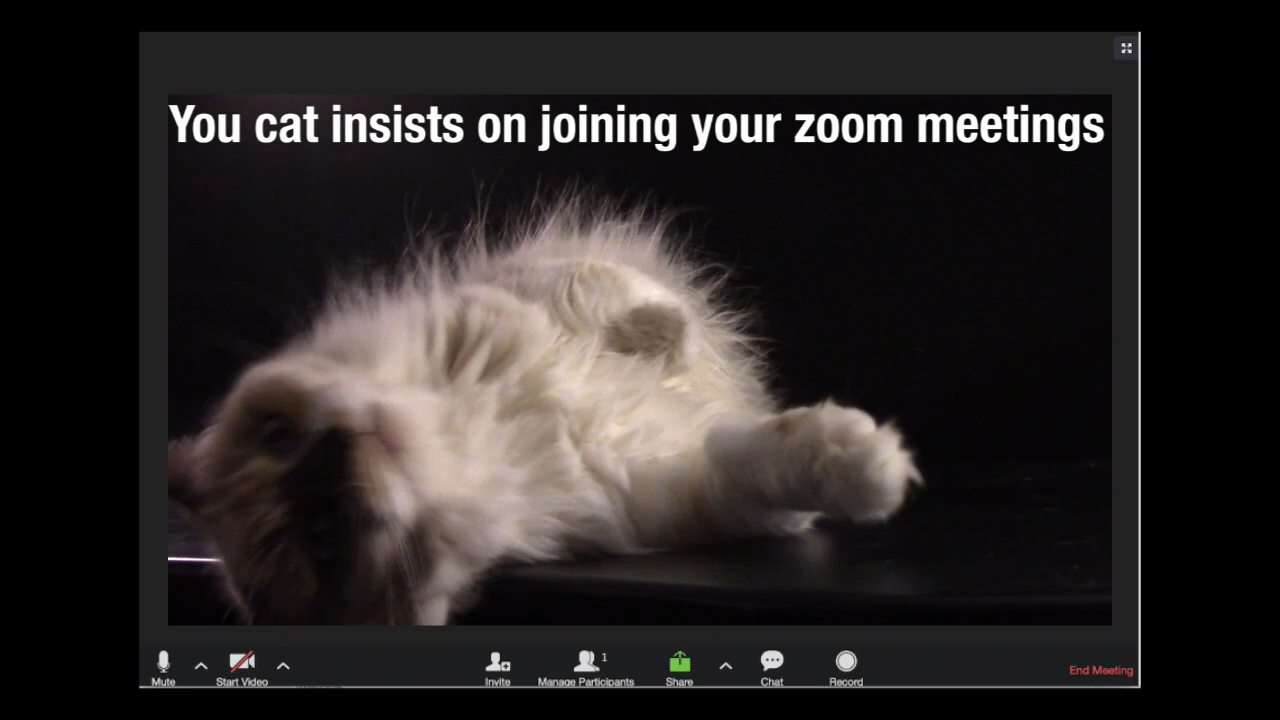 You cat insists on joining your zoom meetings
1
Mute
Start Video
Invite
Manage Participants
Share
Chat
Record
End Meeting